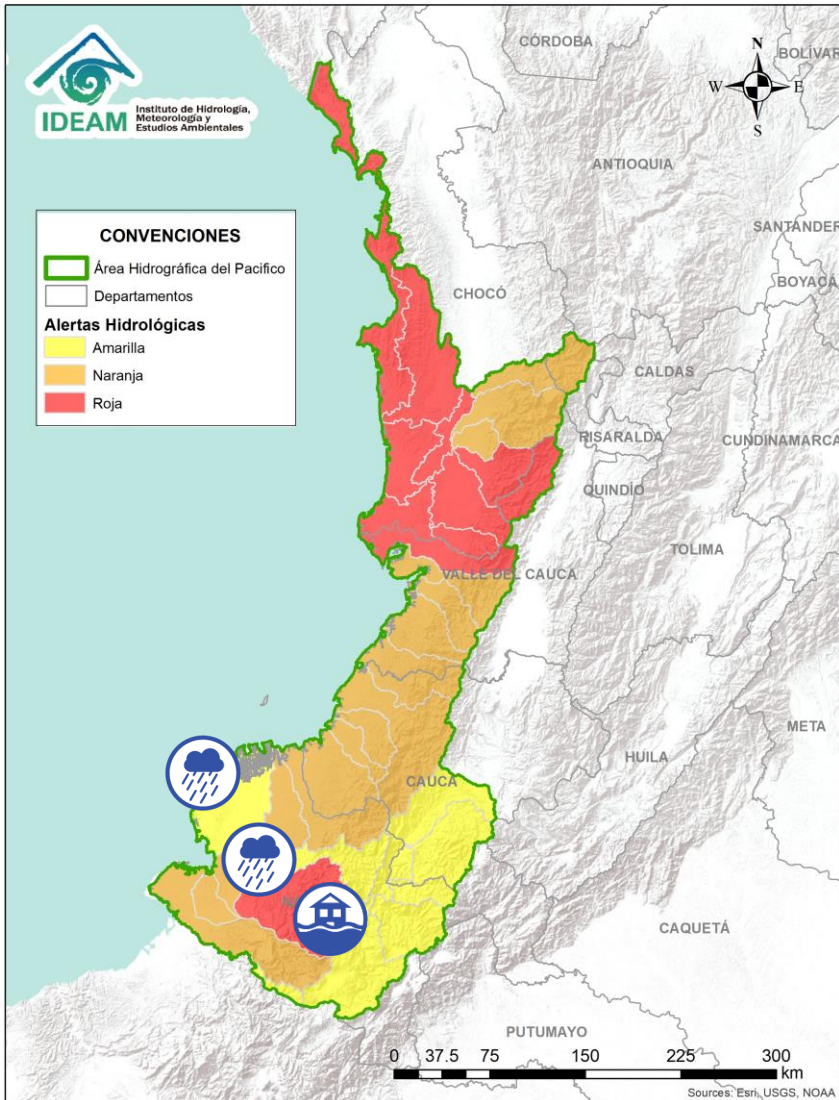 CÓRDOBA
BOLÍVAR
N
W
E
S
IDEAM
Instituto de Hidrología,
Meteorología y
Estudios Ambientales
ANTIOQUIA
CONVENCIONES
Área Hidrográfica del Pacifico
Departamentos
Alertas Hidrológicas
Amarilla
Naranja
Roja
SANTANDER
BOYACÁ
CHOCÓ
CALDAS
RISARALDA
CUNDINAMARCA
QUINDÍO
TOLIMA
VALLE DEL CAUCA
META
HUILA
CAUCA
CAQUETÁ
PUTUMAYO
0 37.5 75 150 225 300
km
Sources: Esri, USGS, NOAA